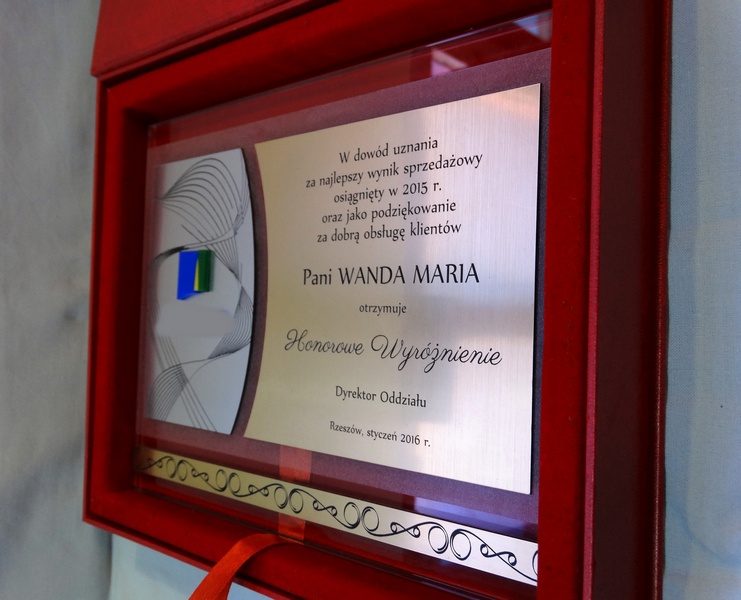 W dowód uznania
za najlepszy wynik sprzedażowy
osiągnięty w 2015 r.
oraz jako podziękowanie
za dobrą obsługę klientów
Pani WANDA MARIA
otrzymuje
Honorowe Wyróżnienie
Dyrektor Oddziału
Rzeszów, styczeń 2016 r.